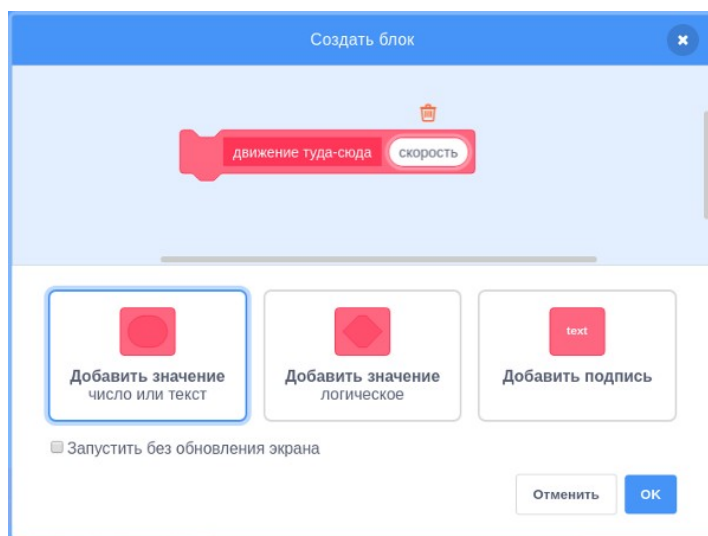 Создать блок
движение туда-сюда скорость
text
Добавить значение
число или текст
Добавить значение
логическое
Добавить подпись
Запустить без обновления экрана
Отменить
OK